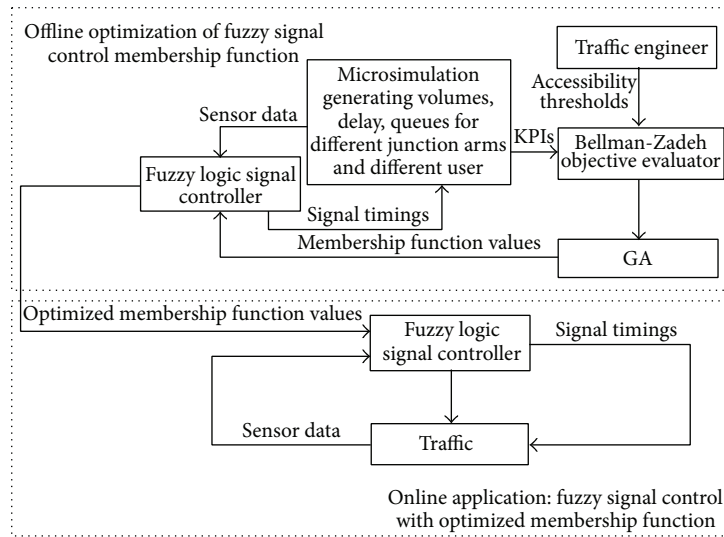 Offline optimization of fuzzy signal
control membership function
Traffic engineer
Microsimulation
generating volumes,
delay, queues for
different junction arms
and different user
Accessibility
thresholds
Sensor data
KPIs
Bellman-Zadeh
objective evaluator
Fuzzy logic signal
controller
Signal timings
Membership function values
GA
Optimized membership function values
Fuzzy logic
signal controller
Signal timings
Sensor data
Traffic
Online application: fuzzy signal control
with optimized membership function